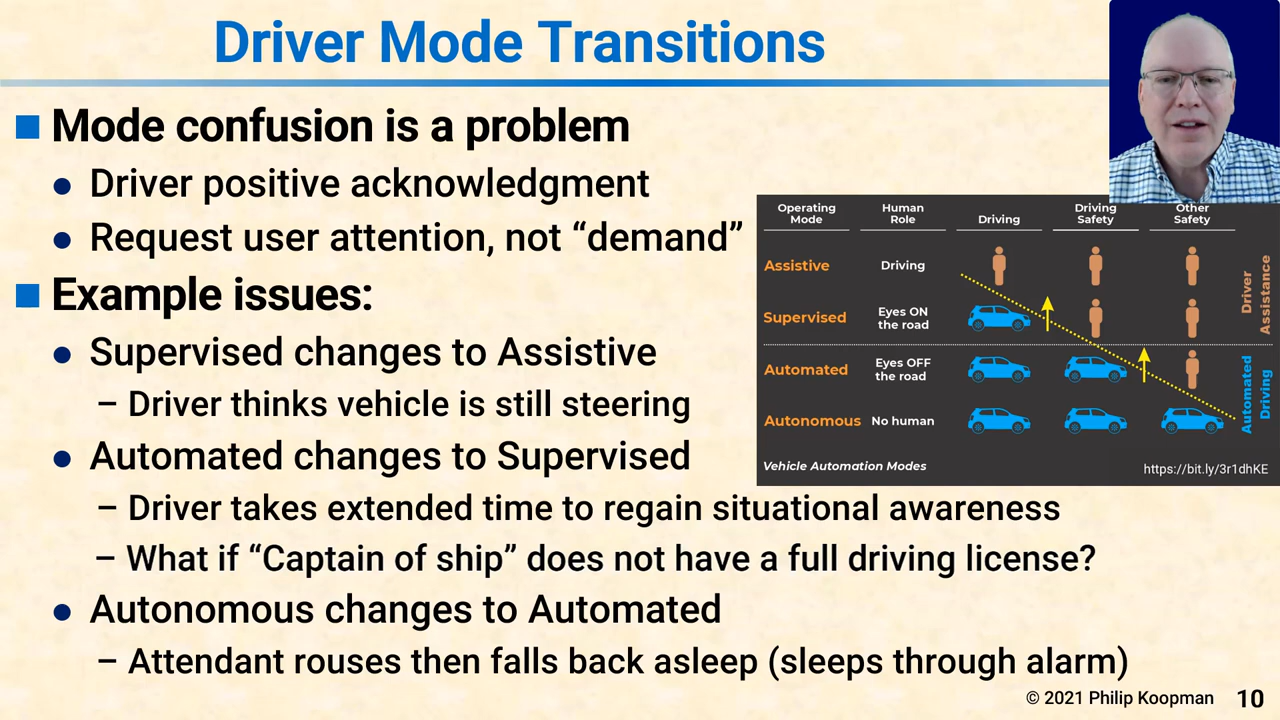 Driver Mode Transitions
■ Mode confusion is a problem
● Driver positive acknowledgment
● Request user attention, not “demand”
■ Example issues:
● Supervised changes to Assistive
– Driver thinks vehicle is still steering
● Automated changes to Supervised
– Driver takes extended time to regain situational awareness
– What if “Captain of ship” does not have a full driving license?
● Autonomous changes to Automated
– Attendant rouses then falls back asleep (sleeps through alarm)
Operating Mode
Human Role
Driving
Driving Safety
Other Safety
Assistive
Driving
Supervised
Eyes ON
the road
Automated
Eyes OFF
the road
Autonomous
No human
Driver Assistance
Automated Driving
Vehicle Automation Modes
https://bit.ly/3r1dhKE
© 2021 Philip Koopman
10